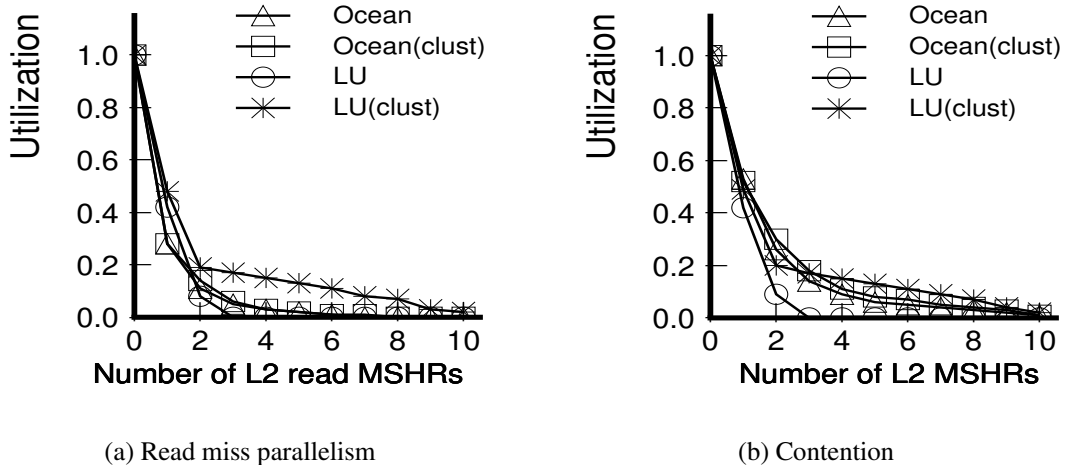 Utilization
1.0
0.8
0.6
0.4
0.2
0.0
0 2 4 6 8 10
Ocean
Ocean(clust)
LU
LU(clust)
Number of L2 read MSHRs
(a) Read miss parallelism
Utilization
1.0
0.8
0.6
0.4
0.2
0.0
0 2 4 6 8 10
Ocean
Ocean(clust)
LU
LU(clust)
Number of L2 MSHRs
(b) Contention